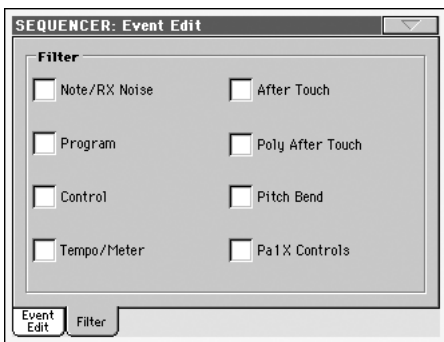 SEQUENCER: Event Edit
Filter
Note/RX Noise
After Touch
Program
Poly After Touch
Control
Pitch Bend
Tempo/Meter
Pa1X Controls
Event
Edit
Filter